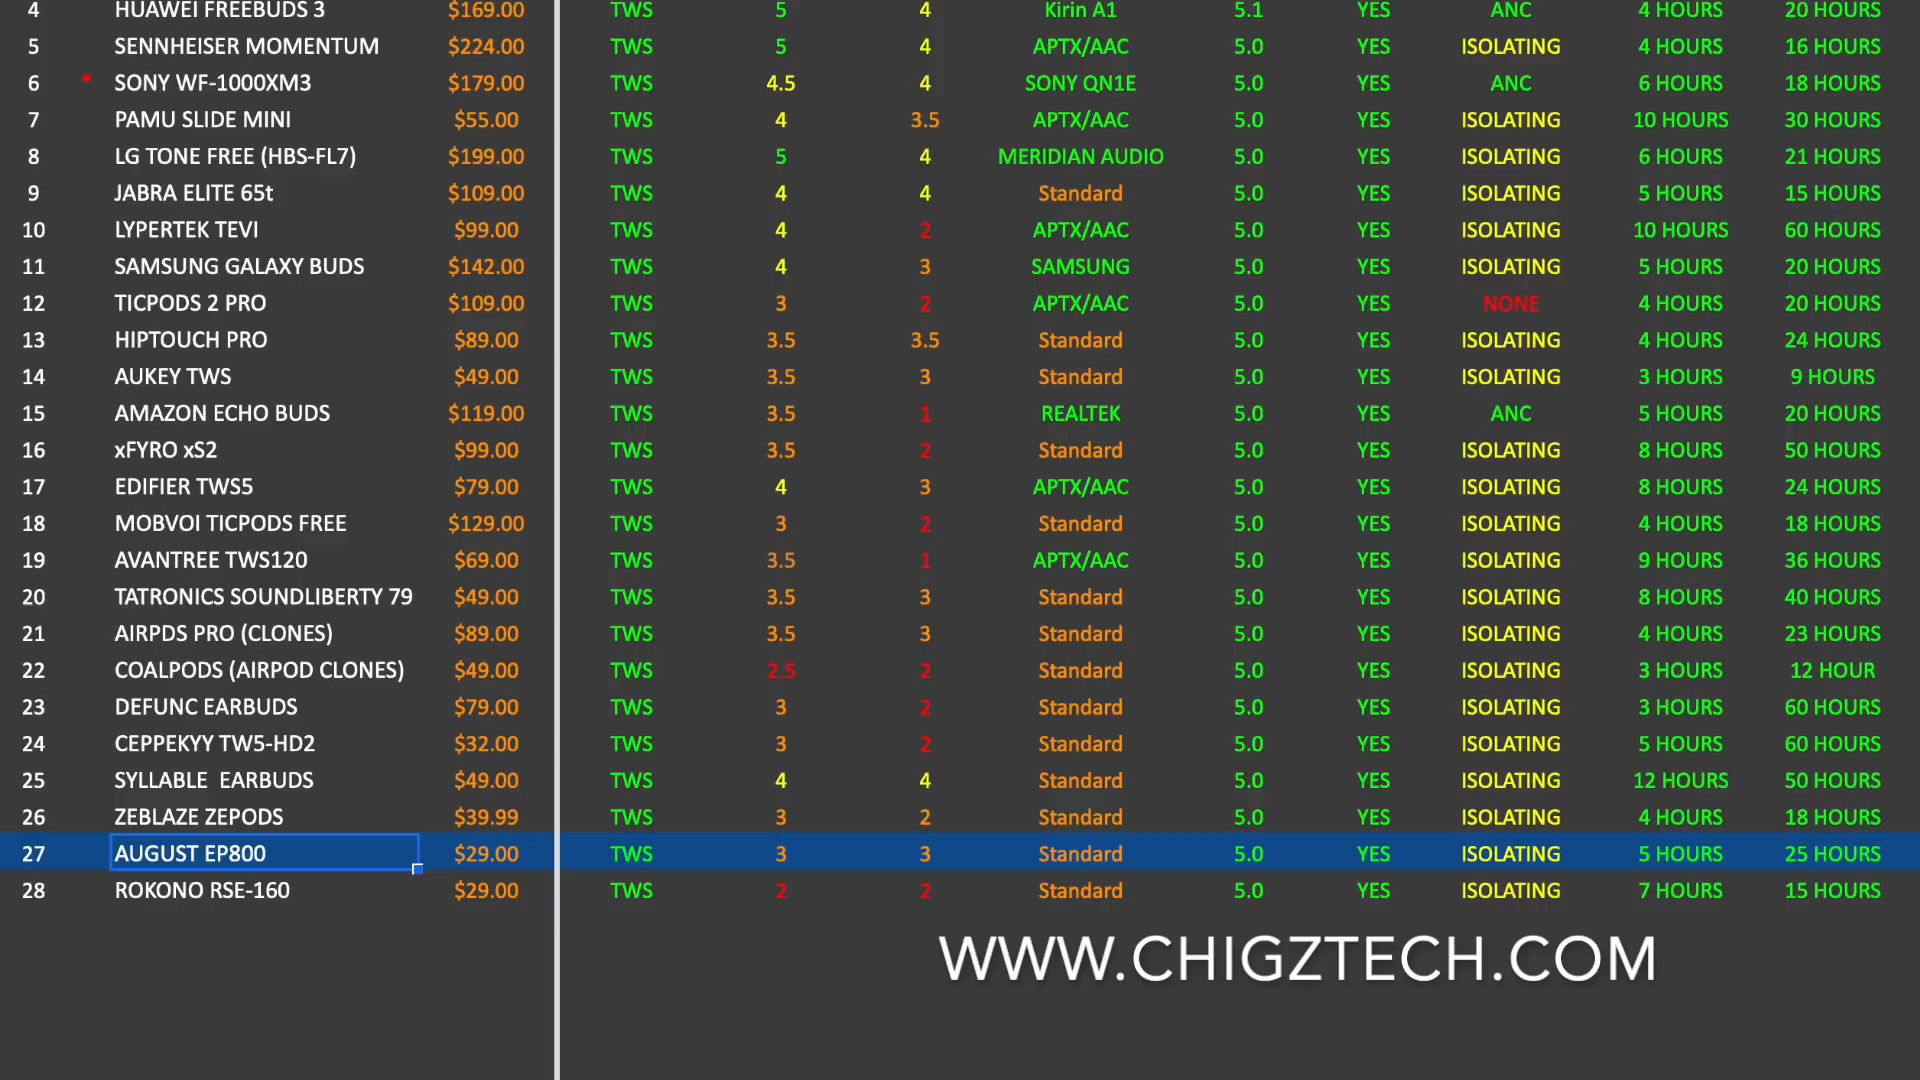 4 HUAWEI FREEBUDS 3 $169.00 TWS 5 4 Kirin A1 5.1 YES ANC 4 HOURS 20 HOURS
5 SENNHEISER MOMENTUM $224.00 TWS 5 4 APTX/AAC 5.0 YES ISOLATING 4 HOURS 16 HOURS
6 * SONY WF-1000XM3 $179.00 TWS 4.5 4 SONY QN1E 5.0 YES ANC 6 HOURS 18 HOURS
7 PAMU SLIDE MINI $55.00 TWS 4 3.5 APTX/AAC 5.0 YES ISOLATING 10 HOURS 30 HOURS
8 LG TONE FREE (HBS-FL7) $199.00 TWS 5 4 MERIDIAN AUDIO 5.0 YES ISOLATING 6 HOURS 21 HOURS
9 JABRA ELITE 65t $109.00 TWS 4 4 Standard 5.0 YES ISOLATING 5 HOURS 15 HOURS
10 LYPERTEK TEVI $99.00 TWS 4 2 APTX/AAC 5.0 YES ISOLATING 10 HOURS 60 HOURS
11 SAMSUNG GALAXY BUDS $142.00 TWS 4 3 SAMSUNG 5.0 YES ISOLATING 5 HOURS 20 HOURS
12 TICPODS 2 PRO $109.00 TWS 3 2 APTX/AAC 5.0 YES NONE 4 HOURS 20 HOURS
13 HIPTOUCH PRO $89.00 TWS 3.5 3.5 Standard 5.0 YES ISOLATING 4 HOURS 24 HOURS
14 AUKEY TWS $49.00 TWS 3.5 3 Standard 5.0 YES ISOLATING 3 HOURS 9 HOURS
15 AMAZON ECHO BUDS $119.00 TWS 3.5 1 REALTEK 5.0 YES ANC 5 HOURS 20 HOURS
16 xFYRO xS2 $99.00 TWS 3.5 2 Standard 5.0 YES ISOLATING 8 HOURS 50 HOURS
17 EDIFIER TWS5 $79.00 TWS 4 3 APTX/AAC 5.0 YES ISOLATING 8 HOURS 24 HOURS
18 MOBVOI TICPODS FREE $129.00 TWS 3 2 Standard 5.0 YES ISOLATING 4 HOURS 18 HOURS
19 AVANTREE TWS120 $69.00 TWS 3.5 1 APTX/AAC 5.0 YES ISOLATING 9 HOURS 36 HOURS
20 TATRONICS SOUNDLIBERTY 79 $49.00 TWS 3.5 3 Standard 5.0 YES ISOLATING 8 HOURS 40 HOURS
21 AIRPDS PRO (CLONES) $89.00 TWS 3.5 3 Standard 5.0 YES ISOLATING 4 HOURS 23 HOURS
22 COALPODS (AIRPOD CLONES) $49.00 TWS 2.5 2 Standard 5.0 YES ISOLATING 3 HOURS 12 HOUR
23 DEFUNC EARBUDS $79.00 TWS 3 2 Standard 5.0 YES ISOLATING 3 HOURS 60 HOURS
24 CEPPEKYY TW5-HD2 $32.00 TWS 3 2 Standard 5.0 YES ISOLATING 5 HOURS 60 HOURS
25 SYLLABLE EARBUDS $49.00 TWS 4 4 Standard 5.0 YES ISOLATING 12 HOURS 50 HOURS
26 ZEBLAZE ZEPODS $39.99 TWS 3 2 Standard 5.0 YES ISOLATING 4 HOURS 18 HOURS
27 AUGUST EP800 $29.00 TWS 3 3 Standard 5.0 YES ISOLATING 5 HOURS 25 HOURS
28 ROKONO RSE-160 $29.00 TWS 2 2 Standard 5.0 YES ISOLATING 7 HOURS 15 HOURS
WWW.CHIGZTECH.COM